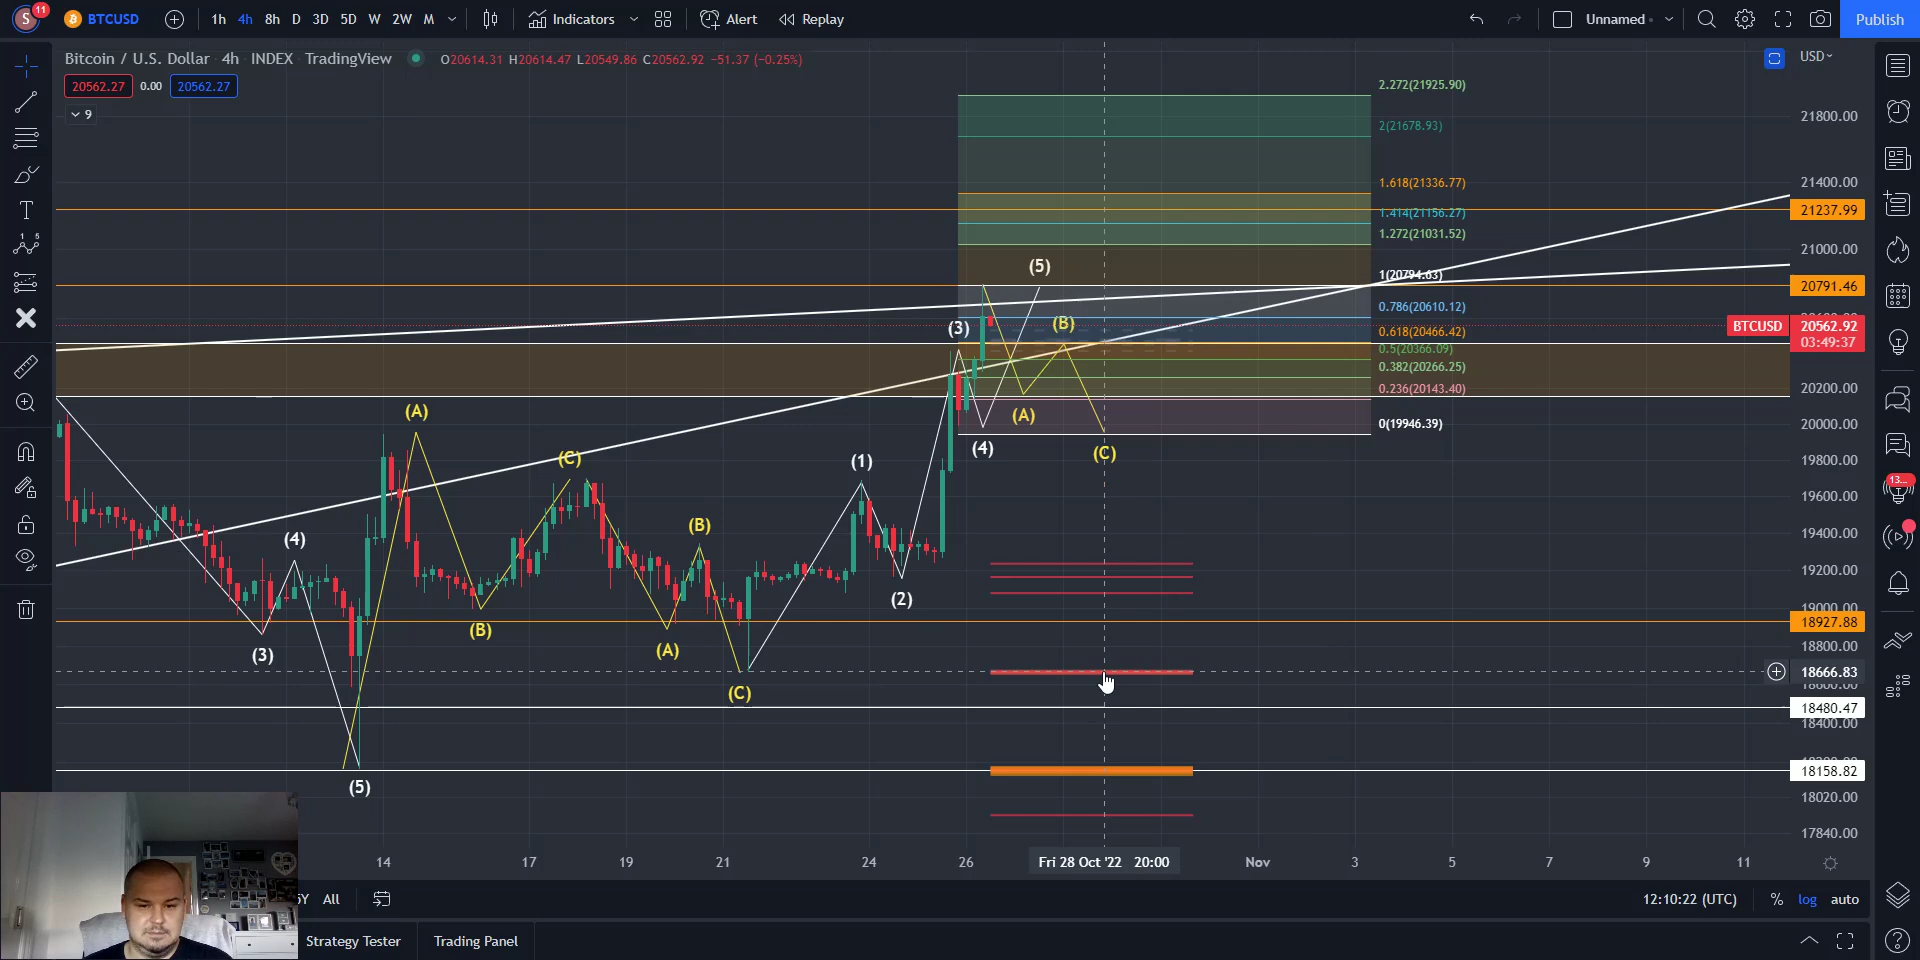 S 11 BTCUSD 1h 4h 8h D 3D 5D W 2W M Indicators Alert Replay Unnamed Publish
Bitcoin / U.S. Dollar 4h INDEX TradingView O20614.31 H20614.47 L20549.86 C20562.92 −51.37 (−0.25%)
USD
20562.27 0.00 20562.27
9
2.272(21925.90)
2(21678.93)
1.618(21336.77)
1.414(21156.27)
1.272(21031.52)
1(20794.63)
0.786(20610.12)
0.618(20466.42)
0.5(20366.09)
0.382(20266.25)
0.236(20143.40)
0(19946.39)
21800.00
21400.00
21237.99
21000.00
20791.46
BTCUSD 20562.92
03:49:37
20200.00
20000.00
19800.00
19600.00
19400.00
19200.00
19000.00
18927.88
18800.00
18666.83
18600.00
18480.47
18400.00
18158.82
18020.00
17840.00
(5)
(3)
(B)
(A)
(A)
(4)
(C)
(C)
(1)
(B)
(4)
(2)
(B)
(3)
(A)
(C)
(5)
13...
14 17 19 21 24 26 Fri 28 Oct '22 20:00 Nov 3 5 7 9 11
5Y All 12:10:22 (UTC) % log auto
Strategy Tester Trading Panel